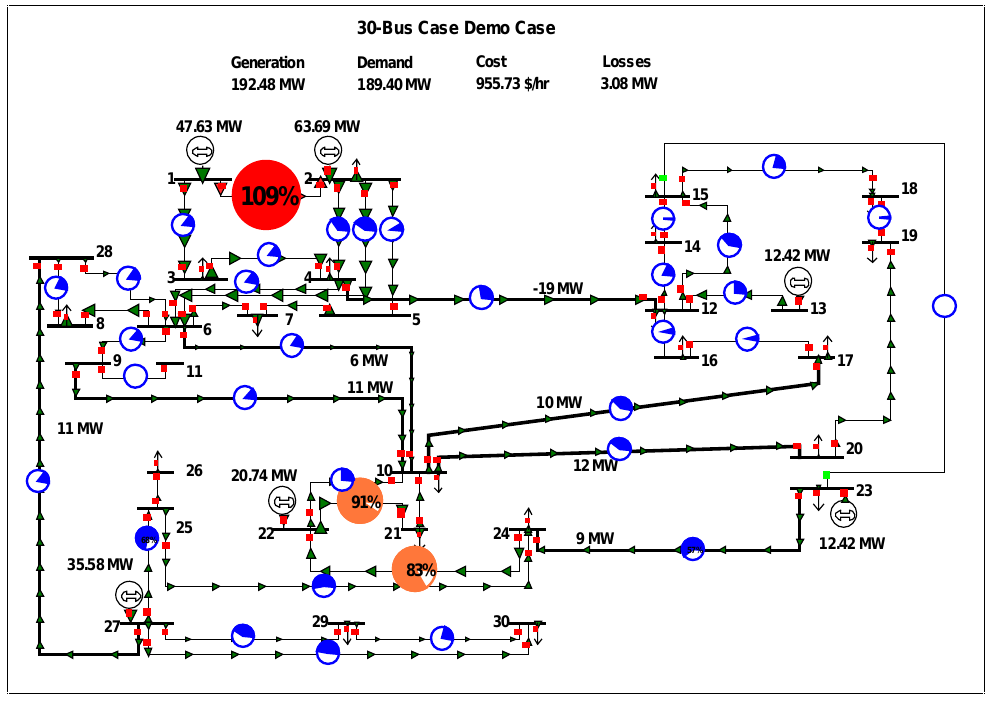 30-Bus Case Demo Case
Generation Demand Cost Losses
192.48 MW 189.40 MW 955.73 $/hr 3.08 MW
47.63 MW 63.69 MW
1 109% 2
15 18
28 14 19
3 4 12.42 MW
-19 MW
8 6 7 5 12 13
9 11 6 MW 16 17
11 MW
10 MW
11 MW
12 MW 20
26 20.74 MW 10
91% 23
25 22 21 24
9 MW 12.42 MW
35.58 MW 83%
27 29 30